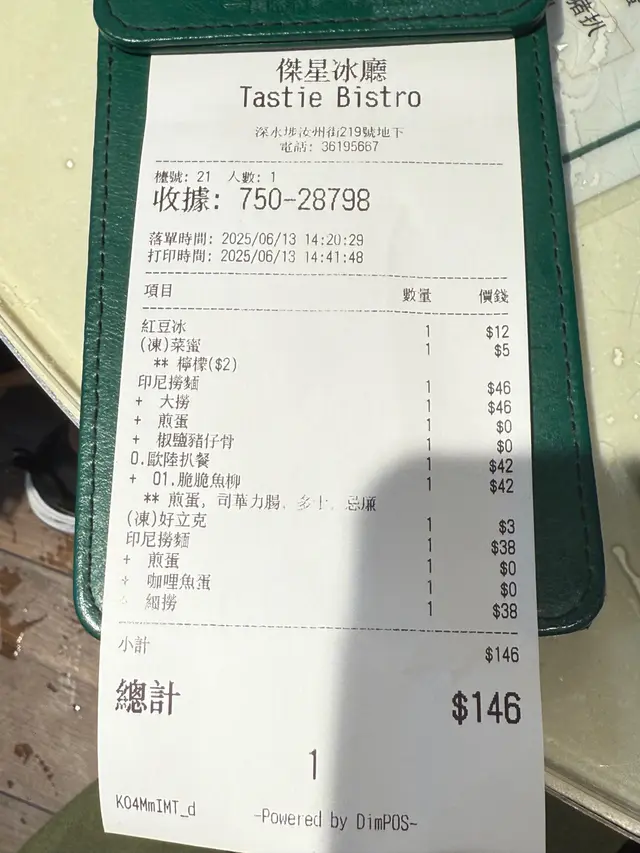 傑星冰廳
Tastie Bistro
深水埗汝州街219號地下
電話: 36195667
檯號: 21 人數: 1
收據: 750-28798
落單時間: 2025/06/13 14:20:29
打印時間: 2025/06/13 14:41:48
項目 數量 價錢
紅豆冰 1 $12
(凍)菜蜜 1 $5
** 檸檬($2)
印尼撈麵 1 $46
+ 大撈 1 $46
+ 煎蛋 1 $0
+ 椒鹽豬仔骨 1 $0
O.歐陸扒餐 1 $42
+ 01.脆脆魚柳 1 $42
** 煎蛋, 司華力腸, 多士, 忌廉
(凍)好立克 1 $3
印尼撈麵 1 $38
+ 煎蛋 1 $0
+ 咖哩魚蛋 1 $0
+ 細撈 1 $38
小計 $146
總計 $146
1
K04MmIMT_d
-Powered by DimPOS-
豬扒